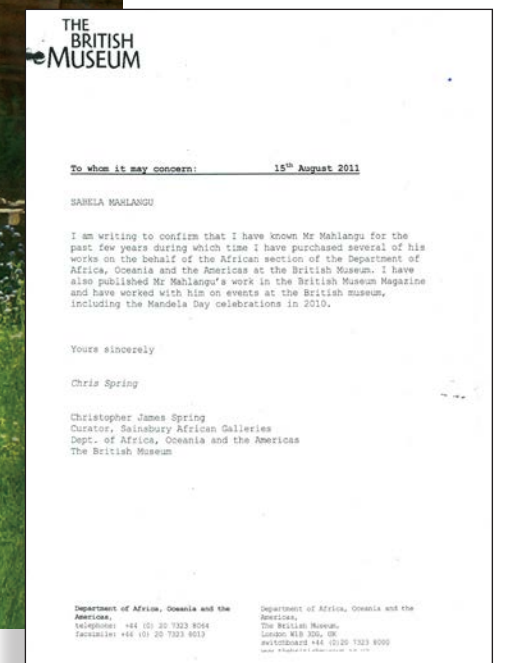 THE
BRITISH
MUSEUM
To whom it may concern: 15th August 2011
SABELA MAHLANGU
I am writing to confirm that I have known Mr Mahlangu for the
past few years during which time I have purchased several of his
works on the behalf of the African section of the Department of
Africa, Oceania and the Americas at the British Museum. I have
also published Mr Mahlangu's work in the British Museum Magazine
and have worked with him on events at the British museum,
including the Mandela Day celebrations in 2010.
Yours sincerely
Chris Spring
Christopher James Spring
Curator, Sainsbury African Galleries
Dept. of Africa, Oceania and the Americas
The British Museum
Department of Africa, Oceania and the
Americas,
telephone: +44 (0) 20 7323 8064
facsimile: +44 (0) 20 7323 8013
Department of Africa, Oceania and the
Americas,
The British Museum,
London W1B 3DG, UK
switchboard +44 (0)20 7323 8000